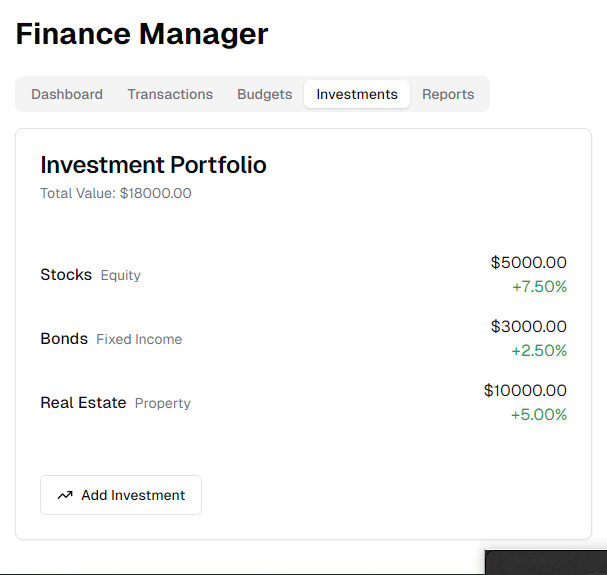 Finance Manager
Dashboard Transactions Budgets Investments Reports
Investment Portfolio
Total Value: $18000.00
Stocks Equity
$5000.00
+7.50%
Bonds Fixed Income
$3000.00
+2.50%
Real Estate Property
$10000.00
+5.00%
Add Investment